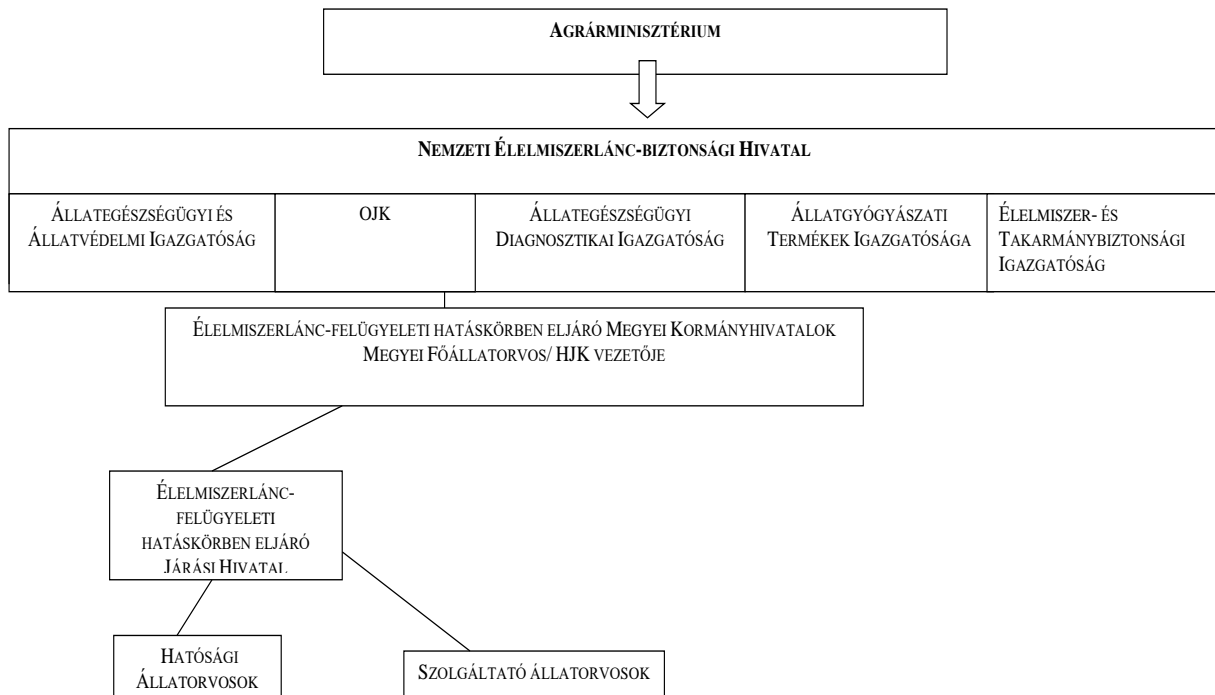 AGRÁRMINISZTÉRIUM
NEMZETI ÉLELMISZERLÁNC-BIZTONSÁGI HIVATAL
ÁLLATEGÉSZSÉGÜGYI ÉS
ÁLLATVÉDELMI IGAZGATÓSÁG
OJK
ÁLLATEGÉSZSÉGÜGYI
DIAGNOSZTIKAI IGAZGATÓSÁG
ÁLLATGYÓGYÁSZATI
TERMÉKEK IGAZGATÓSÁGA
ÉLELMISZER- ÉS
TAKARMÁNYBIZTONSÁGI
IGAZGATÓSÁG
ÉLELMISZERLÁNC-FELÜGYELETI HATÁSKÖRBEN ELJÁRÓ MEGYEI KORMÁNYHIVATALOK
MEGYEI FŐÁLLATORVOS/ HJK VEZETŐJE
ÉLELMISZERLÁNC-
FELÜGYELETI
HATÁSKÖRBEN ELJÁRÓ
JÁRÁSI HIVATAL
HATÓSÁGI
ÁLLATORVOSOK
SZOLGÁLTATÓ ÁLLATORVOSOK